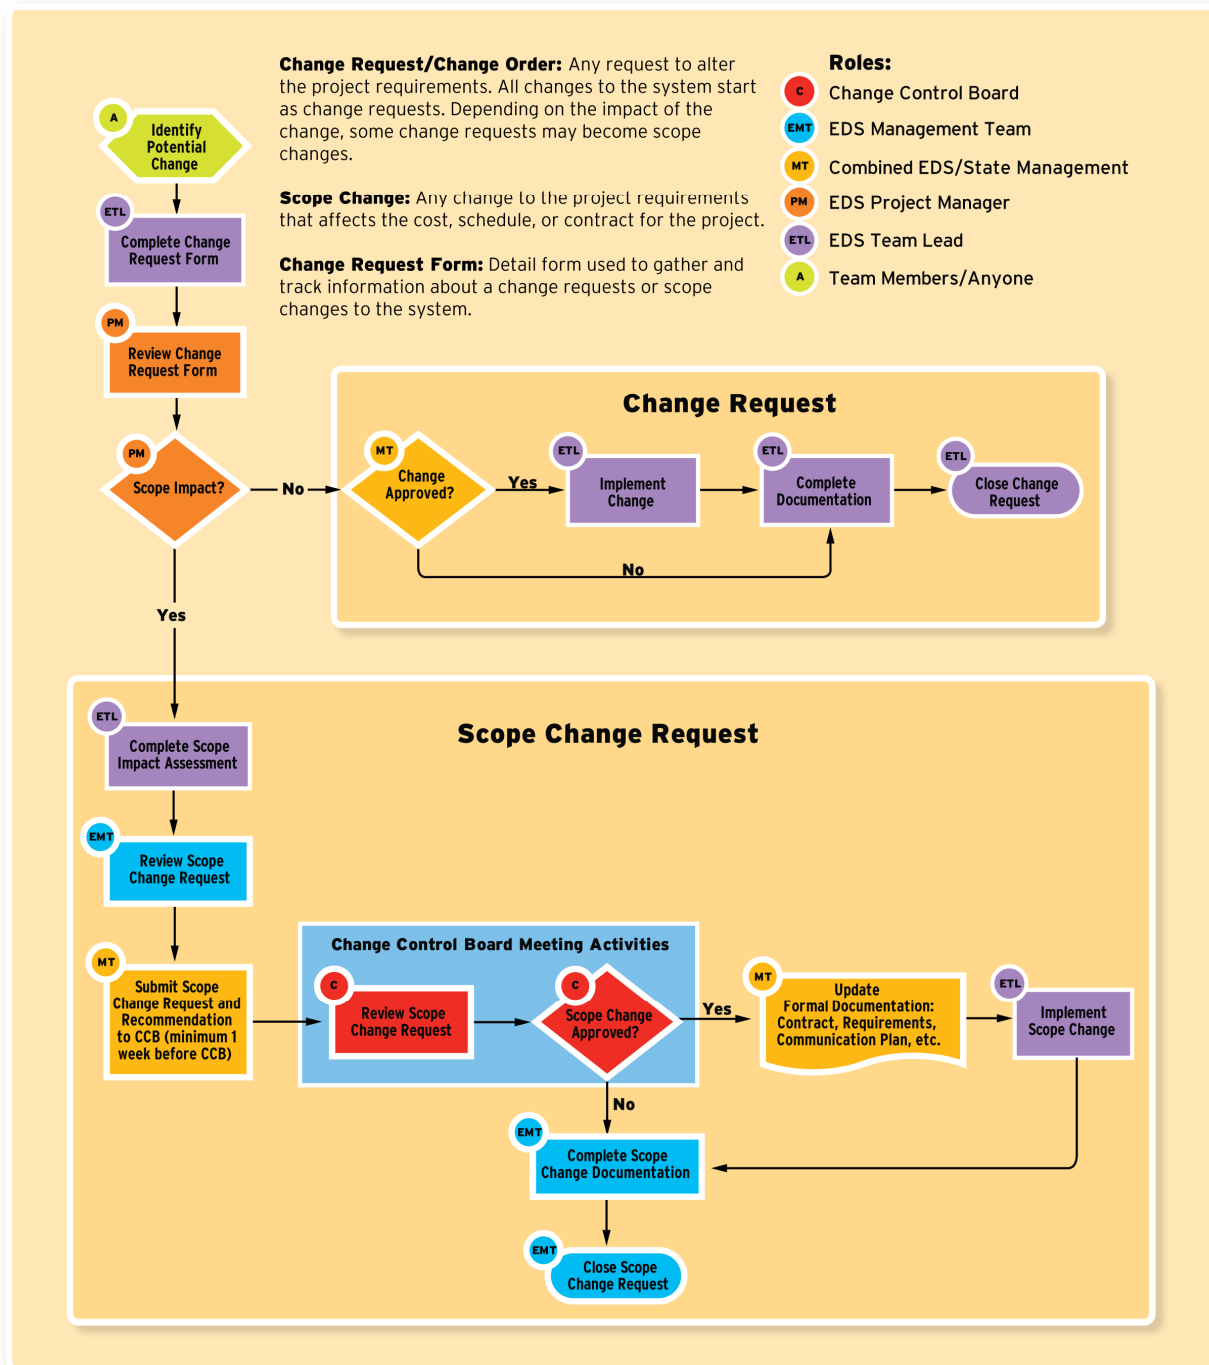 Change Request/Change Order: Any request to alter
the project requirements. All changes to the system start
as change requests. Depending on the impact of the
change, some change requests may become scope
changes.
Scope Change: Any change to the project requirements
that affects the cost, schedule, or contract for the project.
Change Request Form: Detail form used to gather and
track information about a change requests or scope
changes to the system.
Roles:
C
Change Control Board
EMT
EDS Management Team
MT
Combined EDS/State Management
PM
EDS Project Manager
ETL
EDS Team Lead
A
Team Members/Anyone
A
Identify
Potential
Change
ETL
Complete Change
Request Form
PM
Review Change
Request Form
PM
Scope Impact?
No
Yes
Change Request
MT
Change
Approved?
Yes
No
ETL
Implement
Change
ETL
Complete
Documentation
ETL
Close Change
Request
Scope Change Request
ETL
Complete Scope
Impact Assessment
EMT
Review Scope
Change Request
MT
Submit Scope
Change Request and
Recommendation
to CCB (minimum 1
week before CCB)
Change Control Board Meeting Activities
C
Review Scope
Change Request
C
Scope Change
Approved?
Yes
No
MT
Update
Formal Documentation:
Contract, Requirements,
Communication Plan, etc.
ETL
Implement
Scope Change
EMT
Complete Scope
Change Documentation
EMT
Close Scope
Change Request